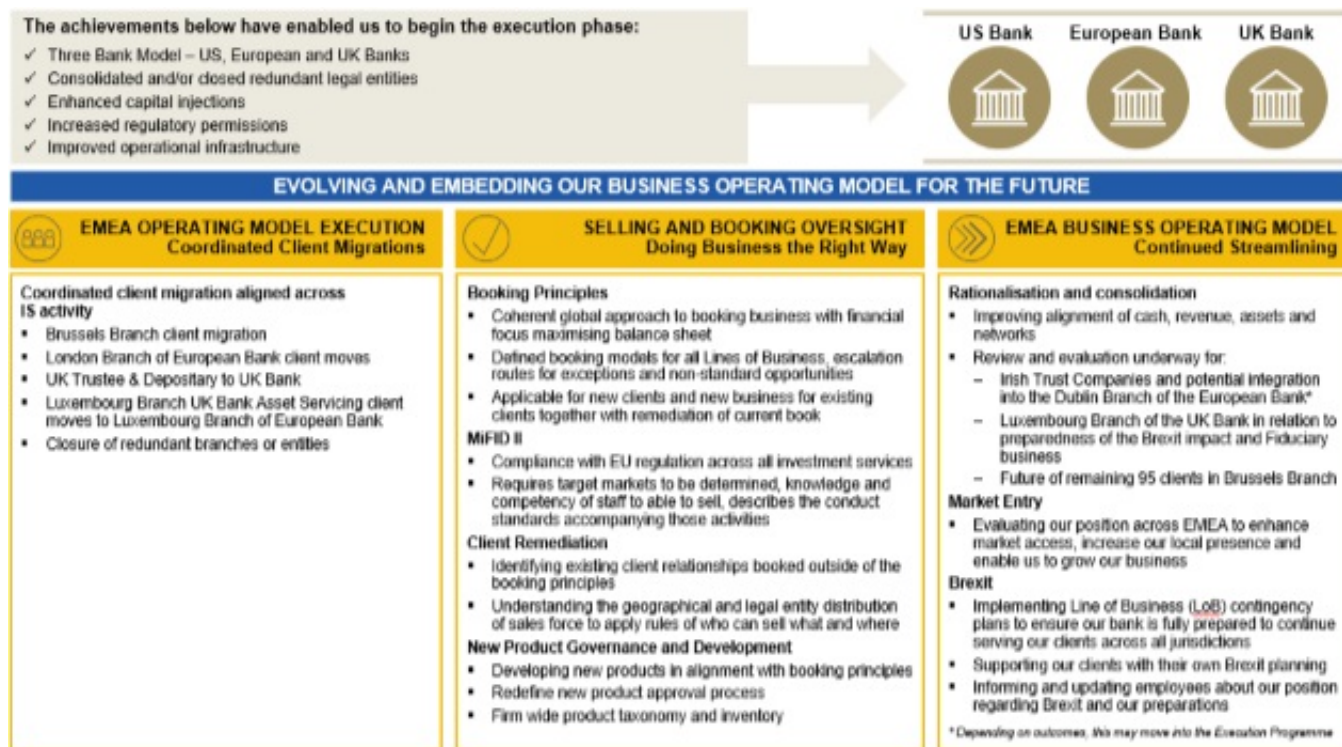 The achievements below have enabled us to begin the execution phase:
✓ Three Bank Model – US, European and UK Banks
✓ Consolidated and/or closed redundant legal entities
✓ Enhanced capital injections
✓ Increased regulatory permissions
✓ Improved operational infrastructure
US Bank European Bank UK Bank
EVOLVING AND EMBEDDING OUR BUSINESS OPERATING MODEL FOR THE FUTURE
EMEA OPERATING MODEL EXECUTION
Coordinated Client Migrations
Coordinated client migration aligned across
IS activity
▪ Brussels Branch client migration
▪ London Branch of European Bank client moves
▪ UK Trustee & Depositary to UK Bank
▪ Luxembourg Branch UK Bank Asset Servicing client
moves to Luxembourg Branch of European Bank
▪ Closure of redundant branches or entities
SELLING AND BOOKING OVERSIGHT
Doing Business the Right Way
Booking Principles
▪ Coherent global approach to booking business with financial
focus maximising balance sheet
▪ Defined booking models for all Lines of Business, escalation
routes for exceptions and non-standard opportunities
▪ Applicable for new clients and new business for existing
clients together with remediation of current book
MiFID II
▪ Compliance with EU regulation across all investment services
▪ Requires target markets to be determined, knowledge and
competency of staff to able to sell, describes the conduct
standards accompanying those activities
Client Remediation
▪ Identifying existing client relationships booked outside of the
booking principles
▪ Understanding the geographical and legal entity distribution
of sales force to apply rules of who can sell what and where
New Product Governance and Development
▪ Developing new products in alignment with booking principles
▪ Redefine new product approval process
▪ Firm wide product taxonomy and inventory
EMEA BUSINESS OPERATING MODEL
Continued Streamlining
Rationalisation and consolidation
▪ Improving alignment of cash, revenue, assets and
networks
▪ Review and evaluation underway for:
– Irish Trust Companies and potential integration
into the Dublin Branch of the European Bank*
– Luxembourg Branch of the UK Bank in relation to
preparedness of the Brexit impact and Fiduciary
business
– Future of remaining 95 clients in Brussels Branch
Market Entry
▪ Evaluating our position across EMEA to enhance
market access, increase our local presence and
enable us to grow our business
Brexit
▪ Implementing Line of Business (LoB) contingency
plans to ensure our bank is fully prepared to continue
serving our clients across all jurisdictions
▪ Supporting our clients with their own Brexit planning
▪ Informing and updating employees about our position
regarding Brexit and our preparations
* Depending on outcomes, this may move into the Execution Programme